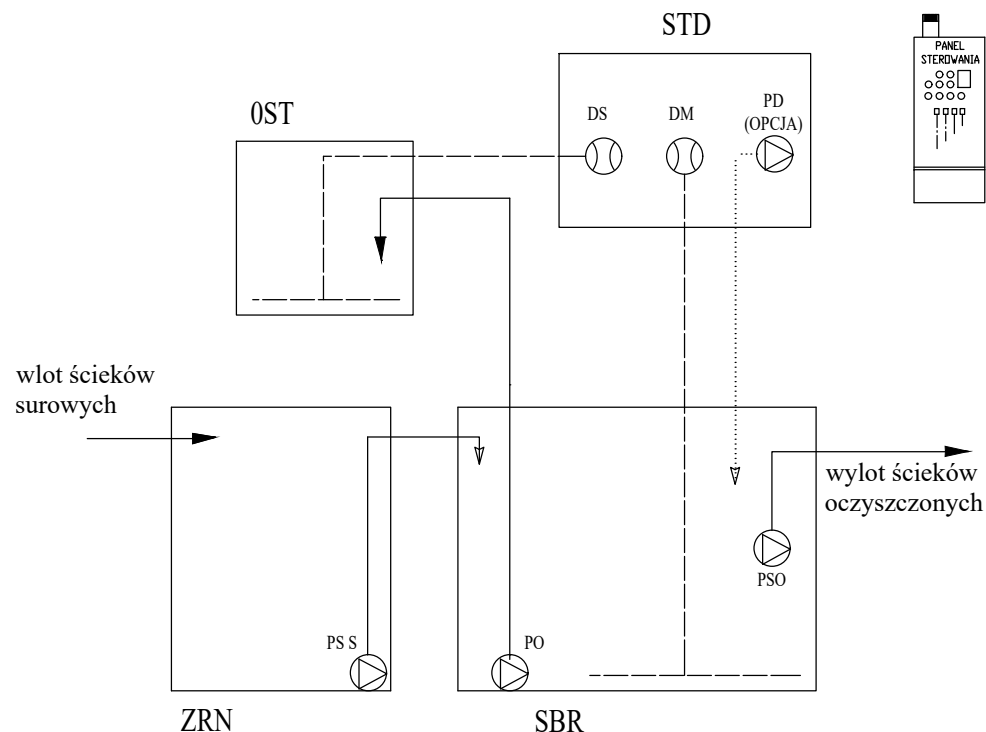 STD
PANEL
STEROWANIA
0ST
DS
DM
PD
(OPCJA)
wlot ścieków
surowych
wylot ścieków
oczyszczonych
PSO
PS S
PO
ZRN
SBR